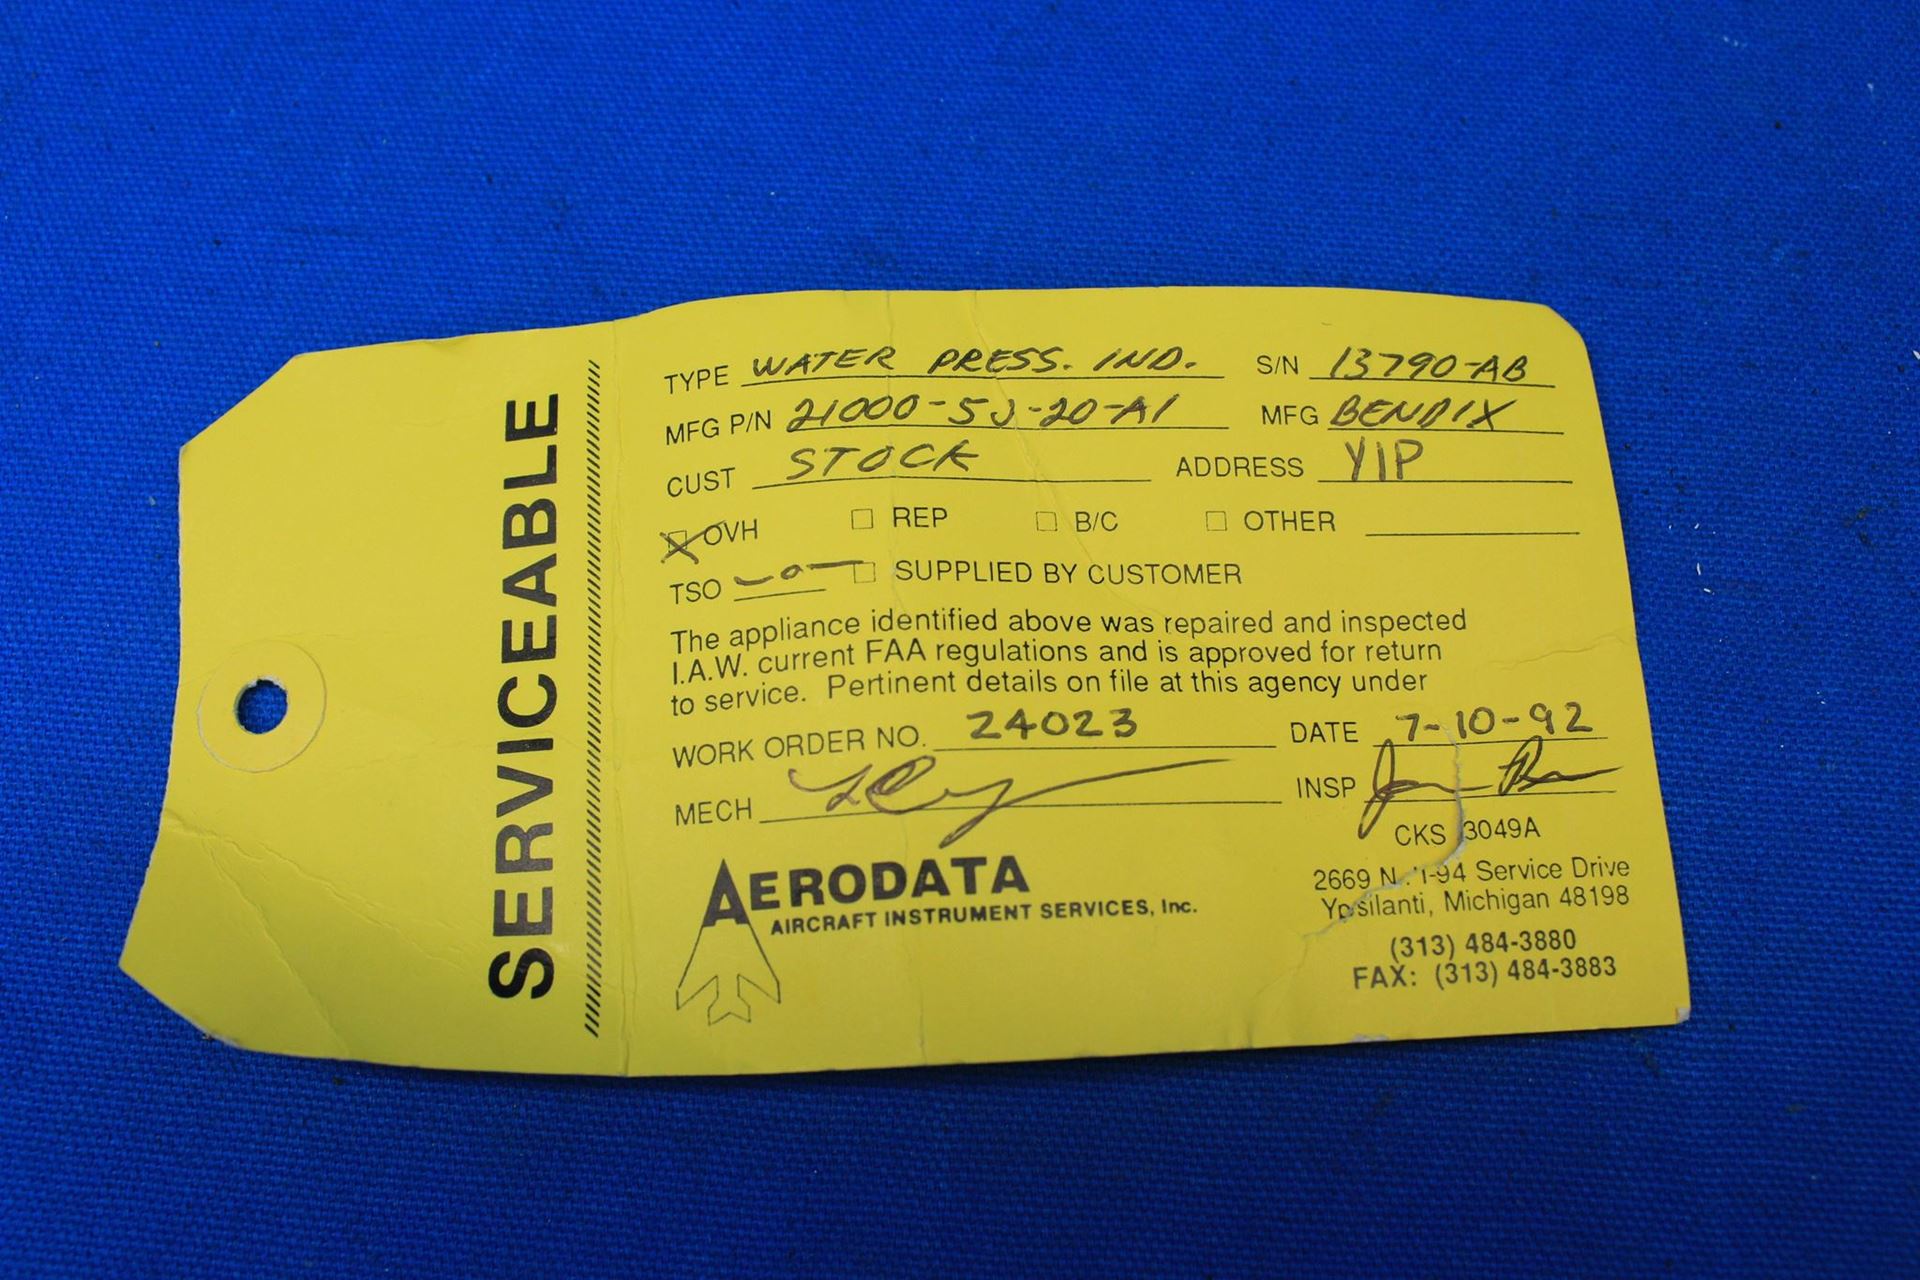 SERVICEABLE
TYPE WATER PRESS. IND. S/N 13790-AB
MFG P/N 21000-5J-20-A1 MFG BENDIX
CUST STOCK ADDRESS YIP
☒ OVH ☐ REP ☐ B/C ☐ OTHER
TSO -0- ☐ SUPPLIED BY CUSTOMER
The appliance identified above was repaired and inspected
I.A.W. current FAA regulations and is approved for return
to service. Pertinent details on file at this agency under
WORK ORDER NO. 24023 DATE 7-10-92
MECH INSP
CKS 3049A
AERODATA
AIRCRAFT INSTRUMENT SERVICES, Inc.
2669 N. I-94 Service Drive
Ypsilanti, Michigan 48198
(313) 484-3880
FAX: (313) 484-3883